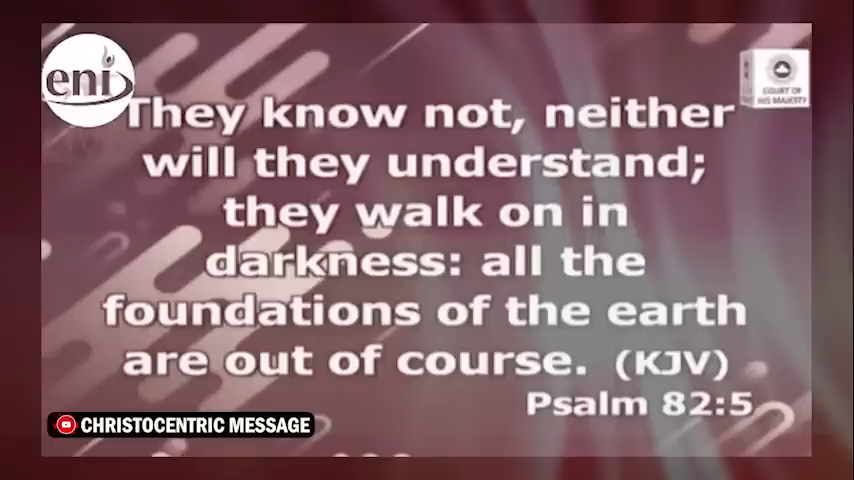 eni
COURT OF
HIS MAJESTY
They know not, neither
will they understand;
they walk on in
darkness: all the
foundations of the earth
are out of course. (KJV)
Psalm 82:5
CHRISTOCENTRIC MESSAGE